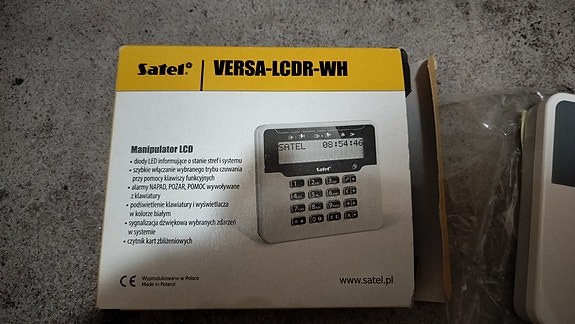 Satel
VERSA-LCDR-WH
Manipulator LCD
• diody LED informujące o stanie stref i systemu
• szybkie włączanie wybranego trybu czuwania
przy pomocy klawiszy funkcyjnych
• alarmy NAPAD, POŻAR, POMOC wywoływane
z klawiatury
• podświetlenie klawiatury i wyświetlacza
w kolorze białym
• sygnalizacja dźwiękowa wybranych zdarzeń
w systemie
• czytnik kart zbliżeniowych
SATEL 08:54:46
Satel
CE
Wyprodukowano w Polsce
Made in Poland
www.satel.pl